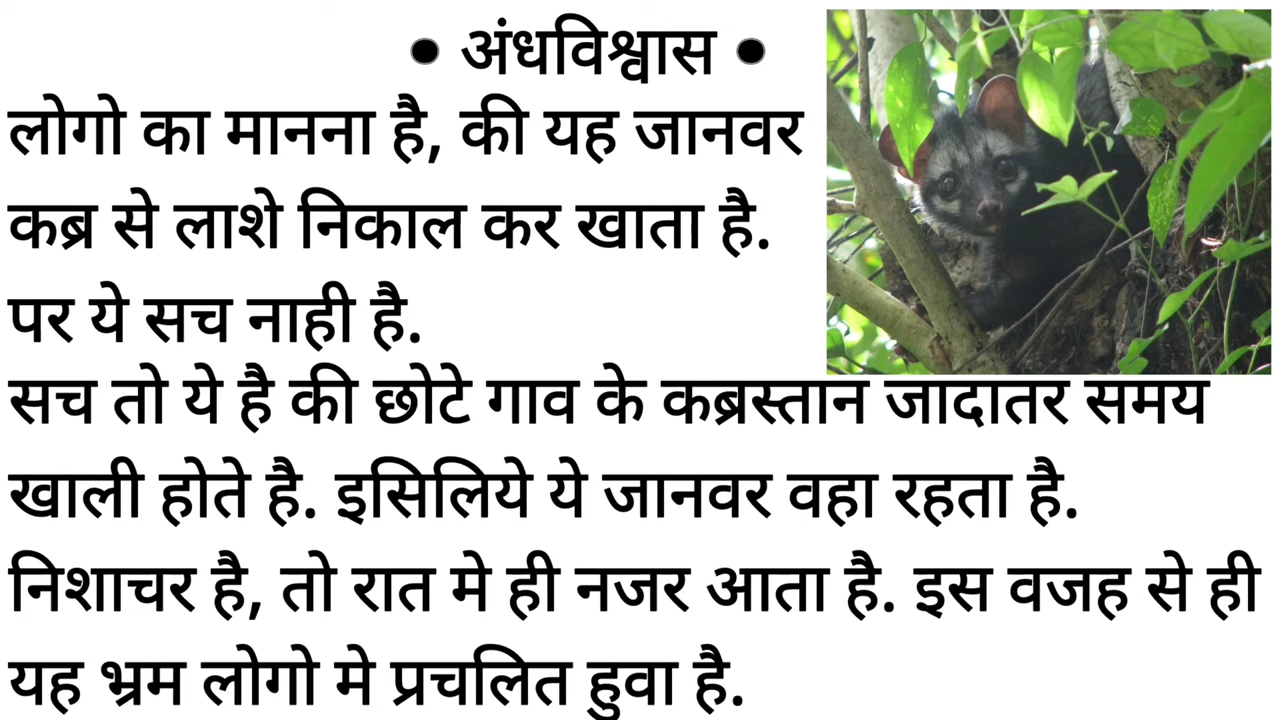 • अंधविश्वास •
लोगो का मानना है, की यह जानवर
कब्र से लाशे निकाल कर खाता है.
पर ये सच नाही है.
सच तो ये है की छोटे गाव के कब्रस्तान जादातर समय
खाली होते है. इसिलिये ये जानवर वहा रहता है.
निशाचर है, तो रात मे ही नजर आता है. इस वजह से ही
यह भ्रम लोगो मे प्रचलित हुवा है.